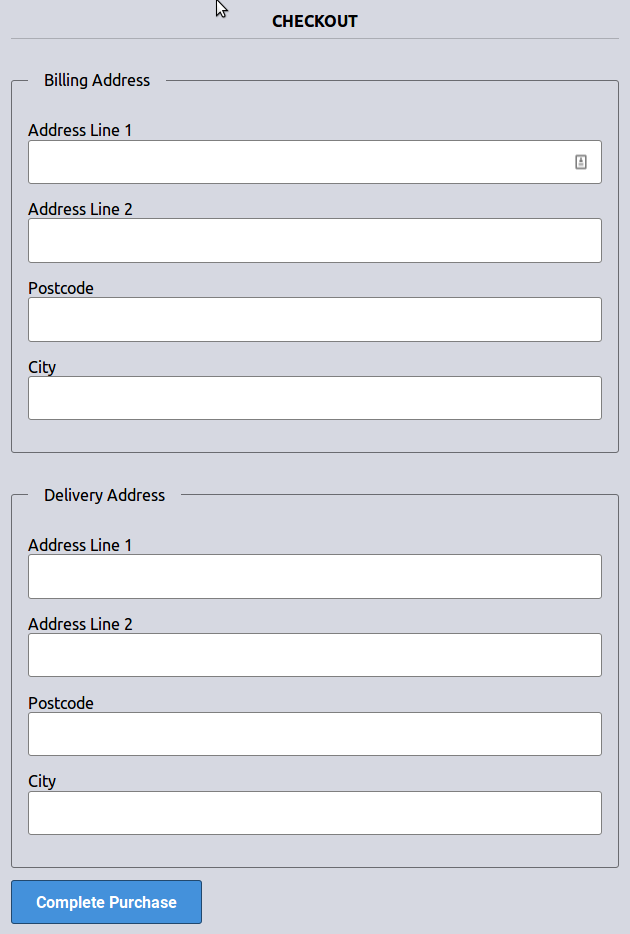 CHECKOUT
Billing Address
Address Line 1
Address Line 2
Postcode
City
Delivery Address
Address Line 1
Address Line 2
Postcode
City
Complete Purchase